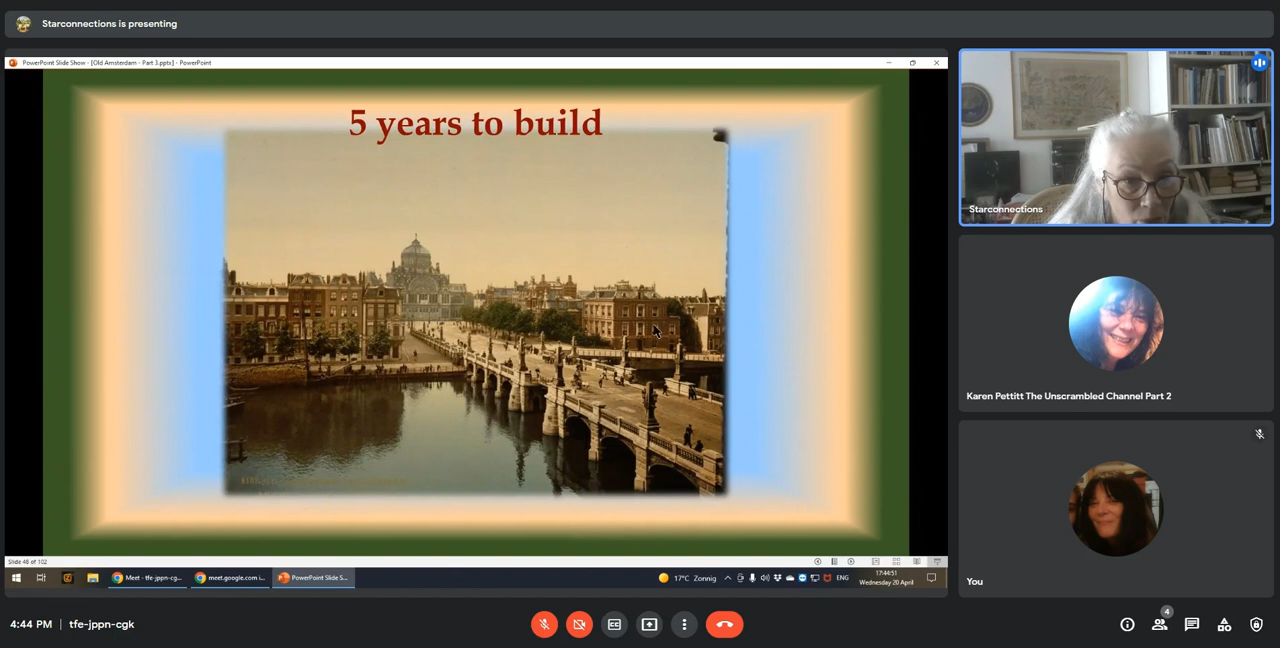 Starconnections is presenting
PowerPoint Slide Show - [Old Amsterdam - Part 3.pptx] - PowerPoint
5 years to build
Slide 48 of 102
Meet - tfe-jppn-cg...
meet.google.com i...
PowerPoint Slide S...
17°C Zonnig
ENG
17:44:51
Wednesday 20 April
Starconnections
Karen Pettitt The Unscrambled Channel Part 2
You
4:44 PM | tfe-jppn-cgk
4